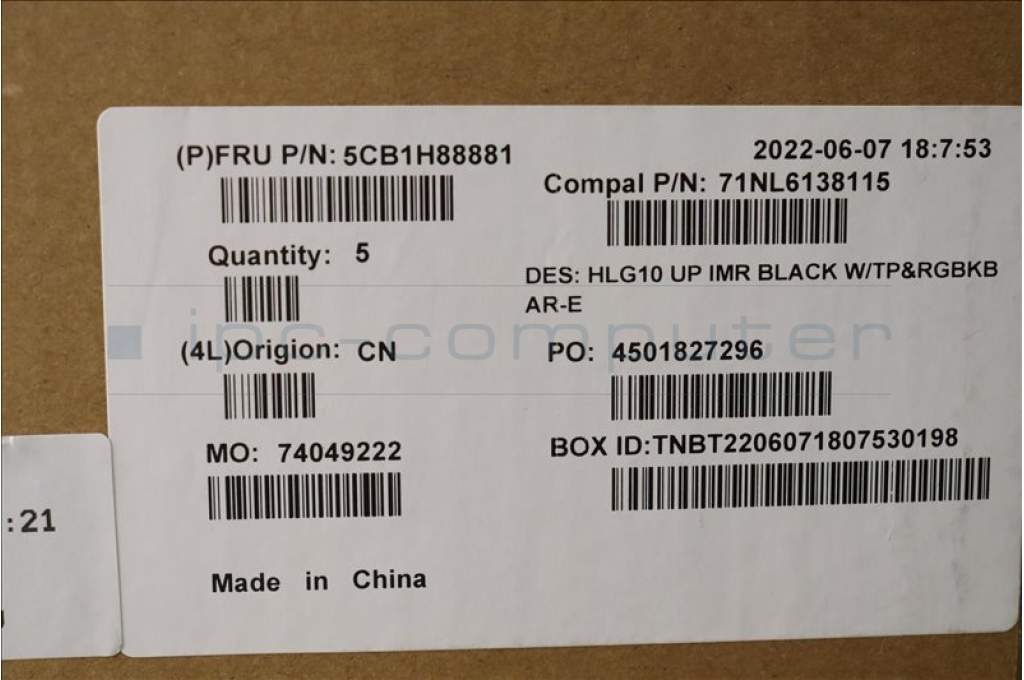 (P)FRU P/N: 5CB1H88881
2022-06-07 18:7:53
Compal P/N: 71NL6138115
Quantity: 5
DES: HLG10 UP IMR BLACK W/TP&RGBKB
AR-E
ipc-computer
(4L)Origion: CN
PO: 4501827296
MO: 74049222
BOX ID:TNBT2206071807530198
:21
Made in China